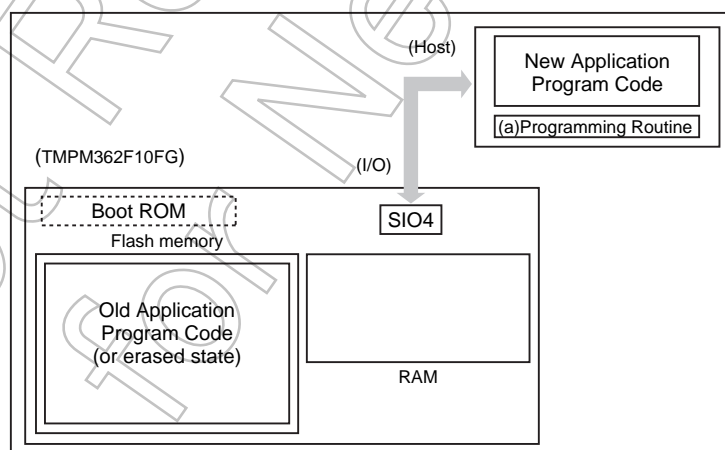 (Host)
New Application
Program Code
(a)Programming Routine
(TMPM362F10FG)
(I/O)
Boot ROM
SIO4
Flash memory
Old Application
Program Code
(or erased state)
RAM